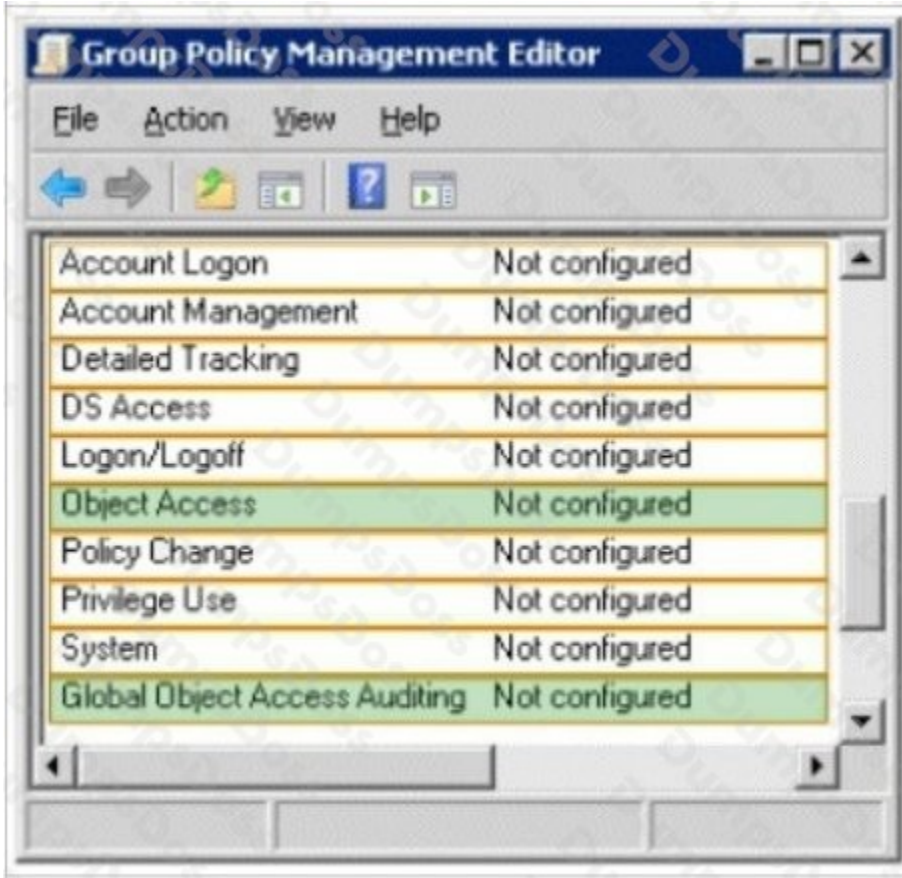 Group Policy Management Editor
File Action View Help
Account Logon Not configured
Account Management Not configured
Detailed Tracking Not configured
DS Access Not configured
Logon/Logoff Not configured
Object Access Not configured
Policy Change Not configured
Privilege Use Not configured
System Not configured
Global Object Access Auditing Not configured